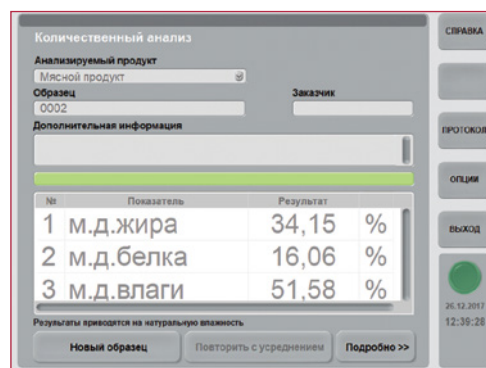 Количественный анализ
СПРАВКА
Анализируемый продукт
Мясной продукт
Образец
Заказчик
0002
Дополнительная информация
ПРОТОКОЛ
ОПЦИИ
№ Показатель Результат
1 м.д.жира 34,15 %
ВЫХОД
2 м.д.белка 16,06 %
3 м.д.влаги 51,58 %
26.12.2017
12:39:28
Результаты приводятся на натуральную влажность
Новый образец
Повторить с усреднением
Подробно >>